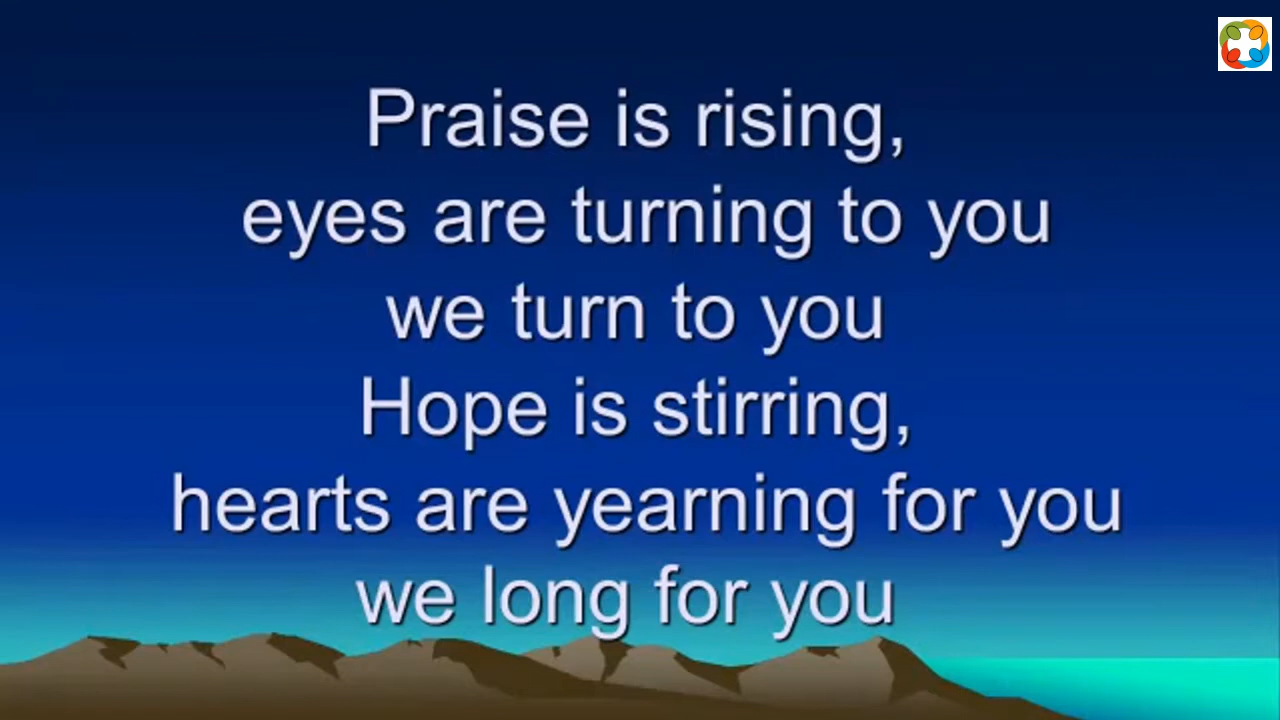 Praise is rising,
eyes are turning to you
we turn to you
Hope is stirring,
hearts are yearning for you
we long for you